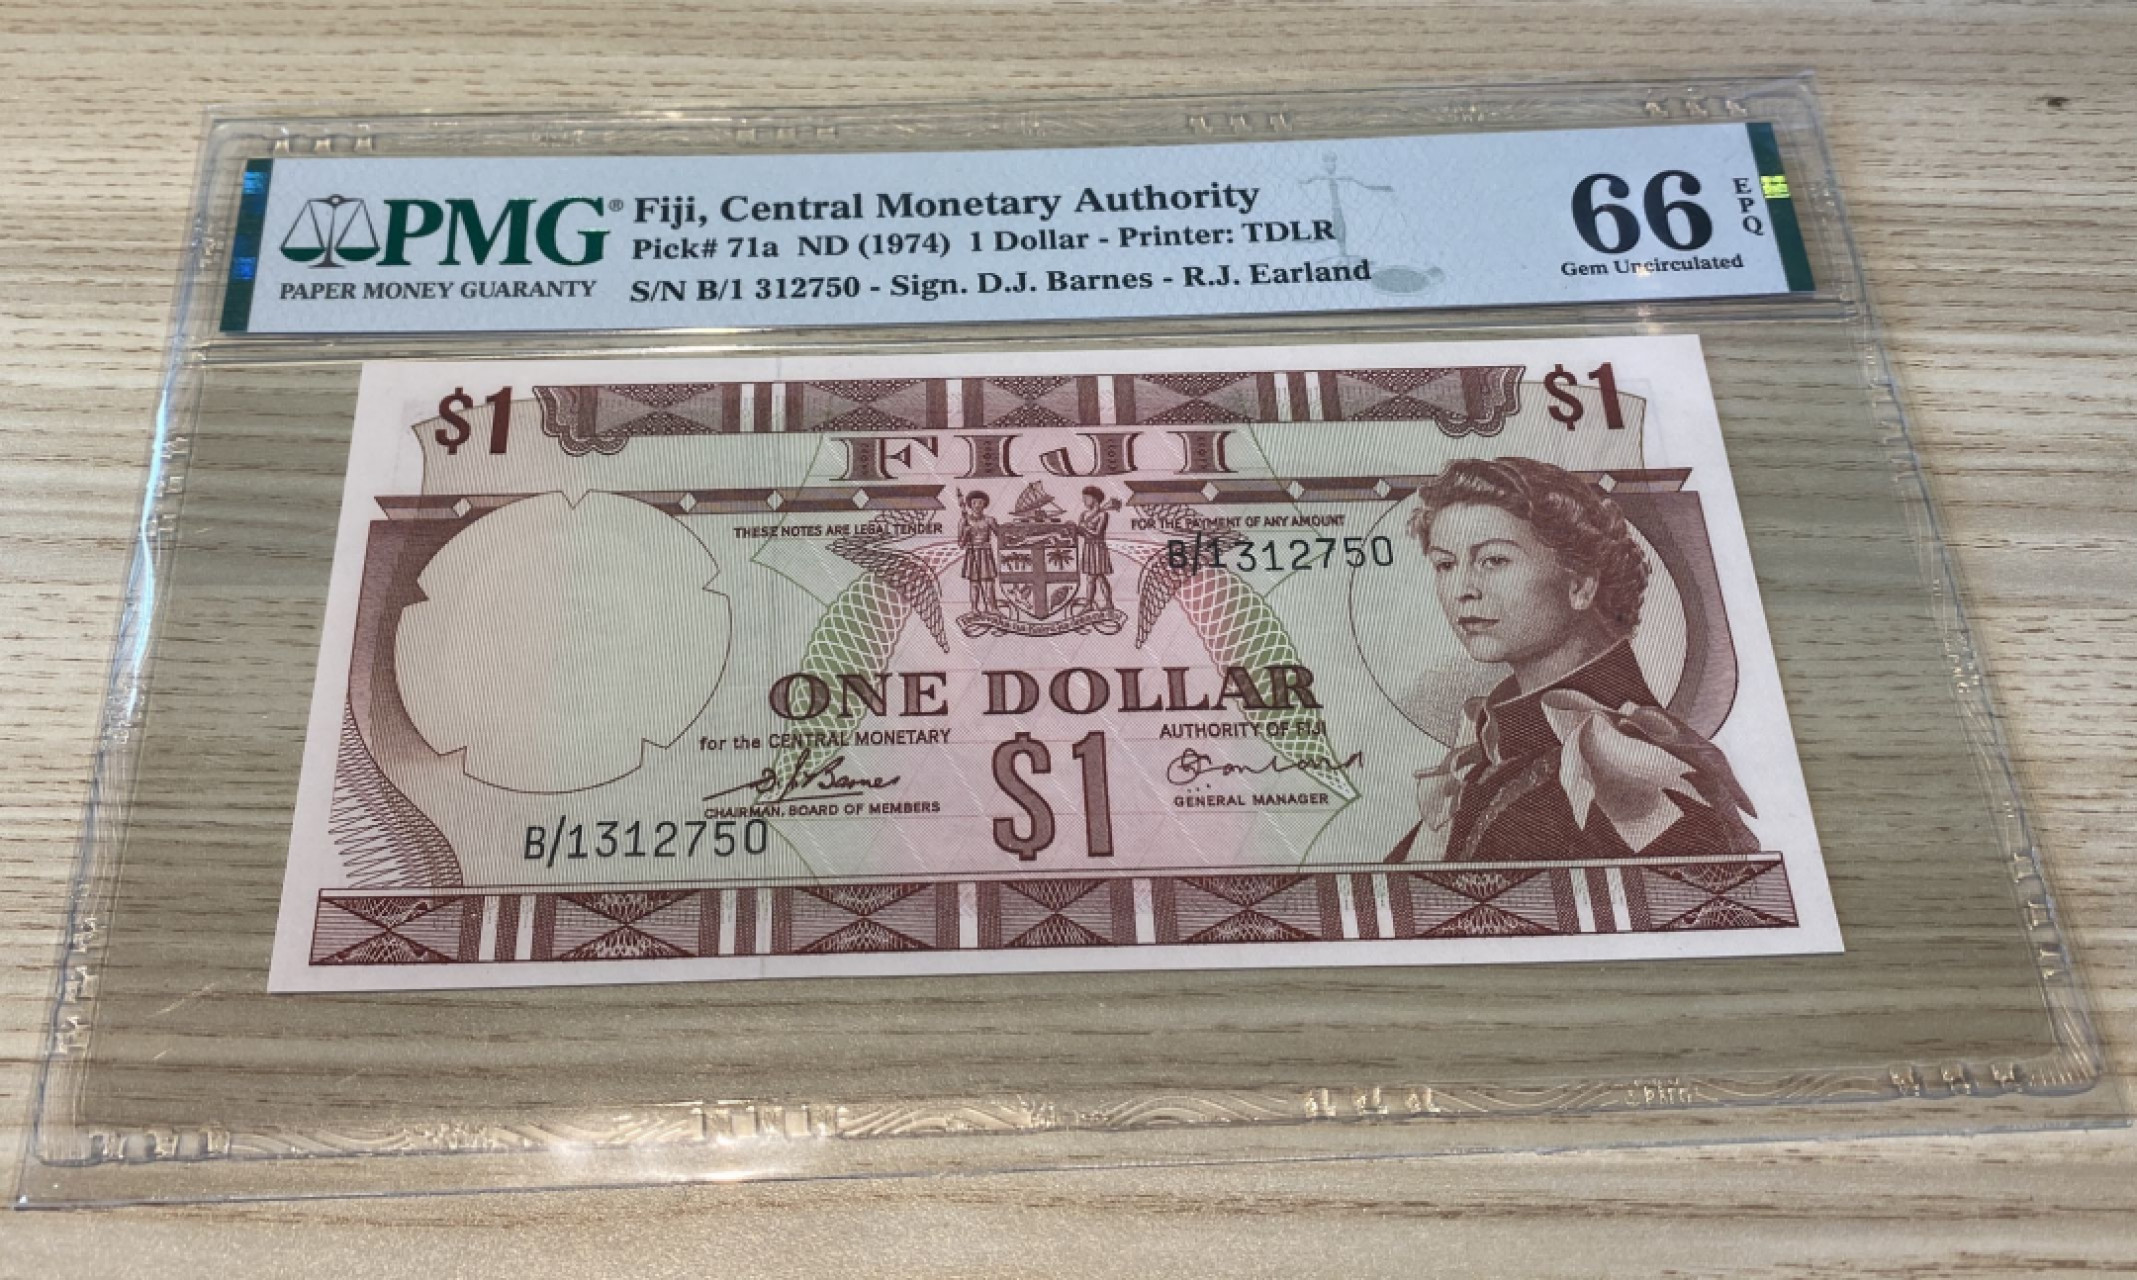 PMG®
PAPER MONEY GUARANTY
Fiji, Central Monetary Authority
Pick# 71a ND (1974) 1 Dollar - Printer: TDLR
S/N B/1 312750 - Sign. D.J. Barnes - R.J. Earland
66
EPQ
Gem Uncirculated
$1
$1
FIJI
THESE NOTES ARE LEGAL TENDER
FOR THE PAYMENT OF ANY AMOUNT
B/1312750
ONE DOLLAR
for the CENTRAL MONETARY
AUTHORITY OF FIJI
D J Barnes
CHAIRMAN, BOARD OF MEMBERS
GENERAL MANAGER
$1
B/1312750
PMG